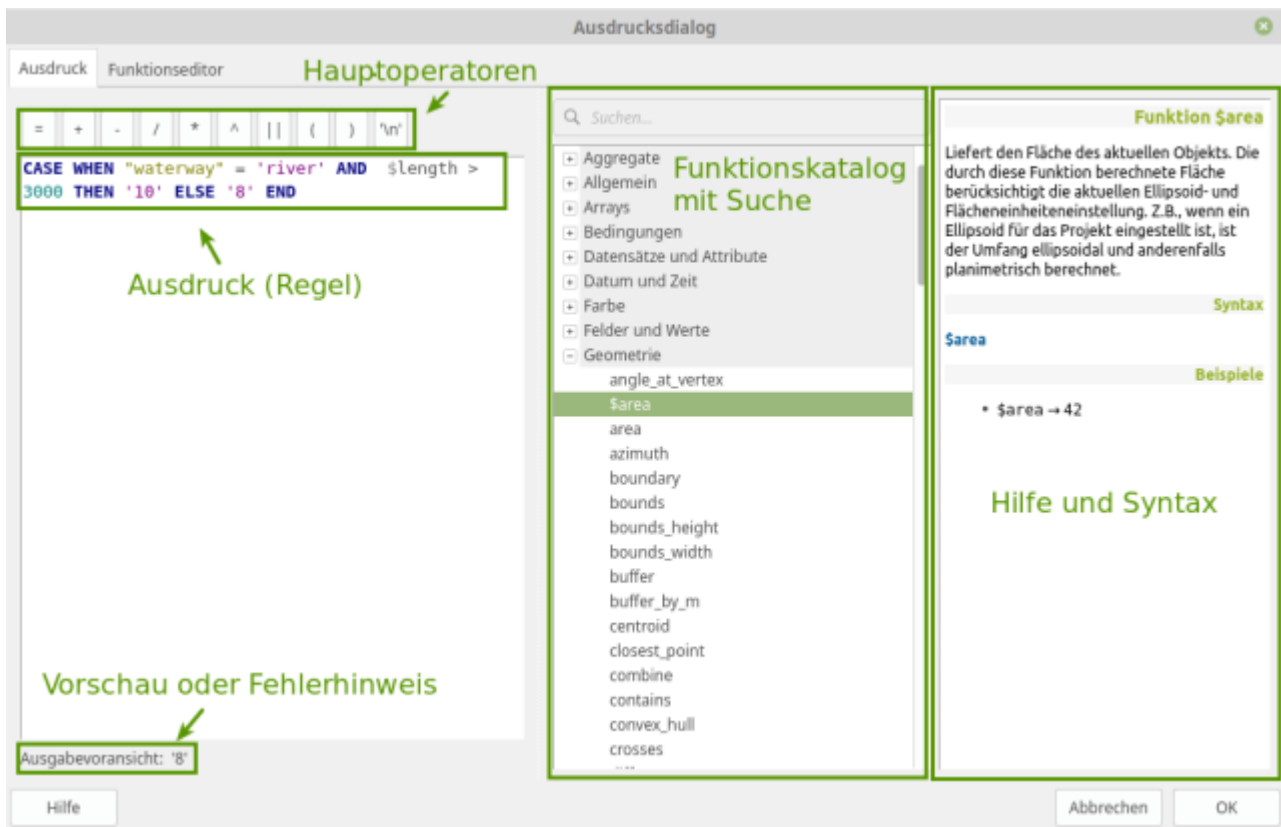 Ausdrucksdialog
Ausdruck Funktionseditor
Hauptoperatoren
= + - / * ^ || ( ) '\n'
CASE WHEN "waterway" = 'river' AND $length >
3000 THEN '10' ELSE '8' END
Ausdruck (Regel)
Vorschau oder Fehlerhinweis
Ausgabevoransicht: '8'
Suchen...
Funktionskatalog
mit Suche
Aggregate
Allgemein
Arrays
Bedingungen
Datensätze und Attribute
Datum und Zeit
Farbe
Felder und Werte
Geometrie
angle_at_vertex
$area
area
azimuth
boundary
bounds
bounds_height
bounds_width
buffer
buffer_by_m
centroid
closest_point
combine
contains
convex_hull
crosses
Funktion $area
Liefert den Fläche des aktuellen Objekts. Die
durch diese Funktion berechnete Fläche
berücksichtigt die aktuellen Ellipsoid- und
Flächeneinheiteneinstellung. Z.B., wenn ein
Ellipsoid für das Projekt eingestellt ist, ist
der Umfang ellipsoidal und anderenfalls
planimetrisch berechnet.
Syntax
$area
Beispiele
• $area → 42
Hilfe und Syntax
Hilfe
Abbrechen
OK